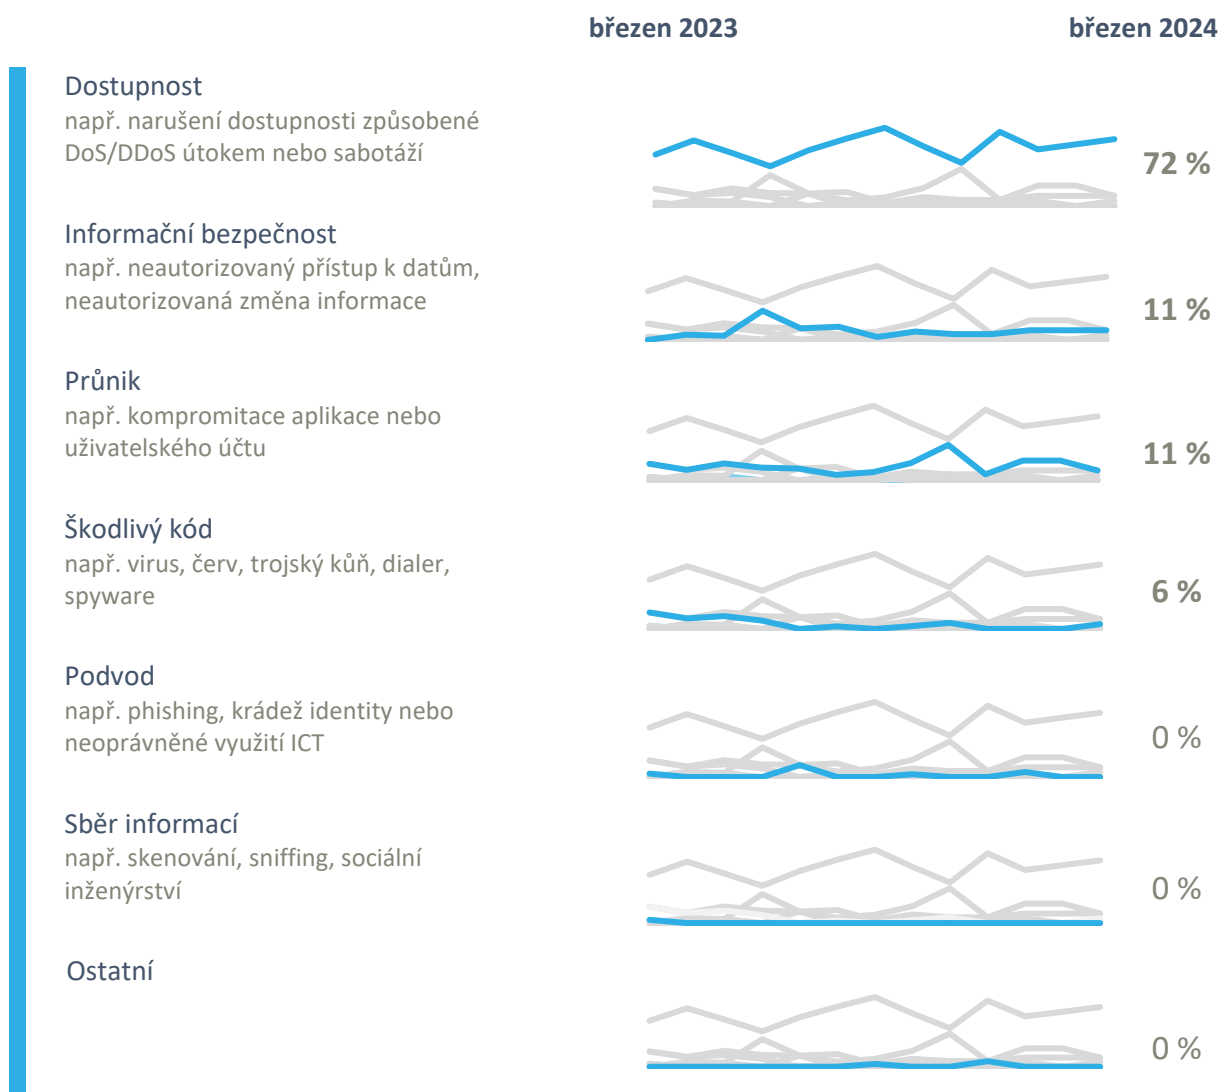 březen 2023 březen 2024
Dostupnost
např. narušení dostupnosti způsobené
DoS/DDoS útokem nebo sabotáží
72 %
Informační bezpečnost
např. neautorizovaný přístup k datům,
neautorizovaná změna informace
11 %
Průnik
např. kompromitace aplikace nebo
uživatelského účtu
11 %
Škodlivý kód
např. virus, červ, trojský kůň, dialer,
spyware
6 %
Podvod
např. phishing, krádež identity nebo
neoprávněné využití ICT
0 %
Sběr informací
např. skenování, sniffing, sociální
inženýrství
0 %
Ostatní
0 %